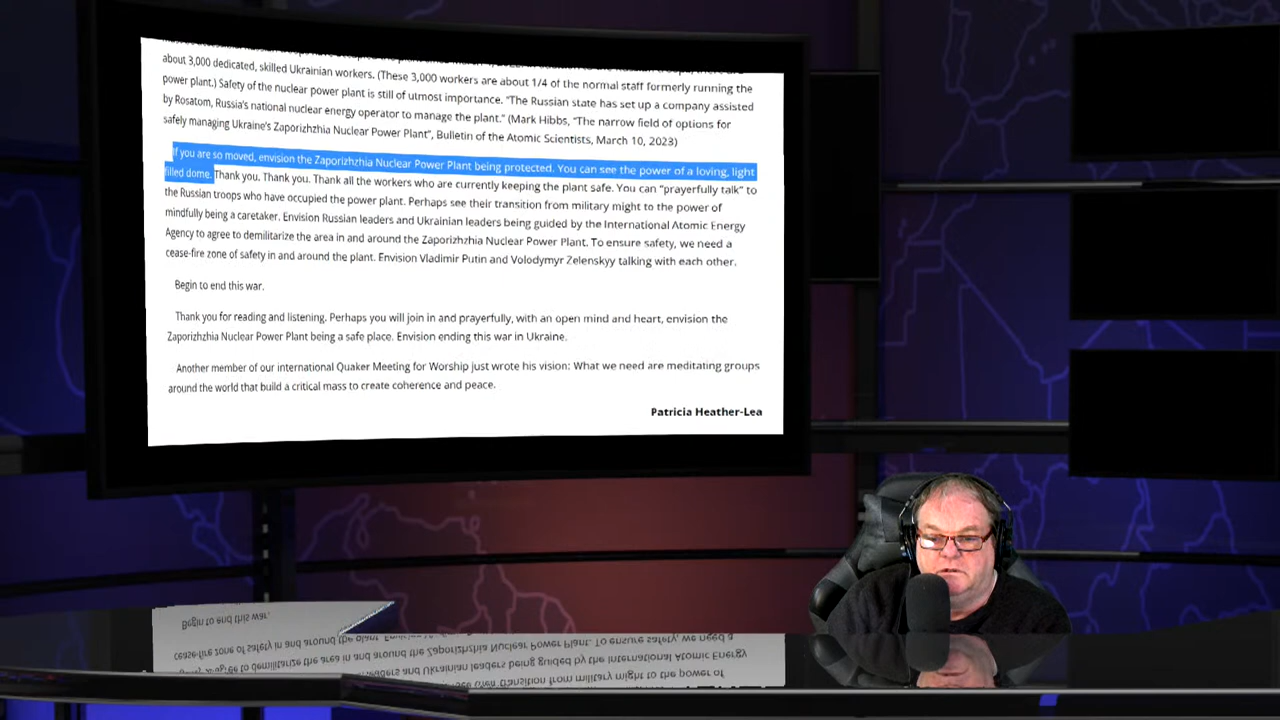 about 3,000 dedicated, skilled Ukrainian workers. (These 3,000 workers are about 1/4 of the normal staff formerly running the
power plant.) Safety of the nuclear power plant is still of utmost importance. "The Russian state has set up a company assisted
by Rosatom, Russia's national nuclear energy operator to manage the plant." (Mark Hibbs, "The narrow field of options for
safely managing Ukraine's Zaporizhzhia Nuclear Power Plant", Bulletin of the Atomic Scientists, March 10, 2023)
If you are so moved, envision the Zaporizhzhia Nuclear Power Plant being protected. You can see the power of a loving, light
filled dome. Thank you. Thank you. Thank all the workers who are currently keeping the plant safe. You can "prayerfully talk" to
the Russian troops who have occupied the power plant. Perhaps see their transition from military might to the power of
mindfully being a caretaker. Envision Russian leaders and Ukrainian leaders being guided by the International Atomic Energy
Agency to agree to demilitarize the area in and around the Zaporizhzhia Nuclear Power Plant. To ensure safety, we need a
cease-fire zone of safety in and around the plant. Envision Vladimir Putin and Volodymyr Zelenskyy talking with each other.
Begin to end this war.
Thank you for reading and listening. Perhaps you will join in and prayerfully, with an open mind and heart, envision the
Zaporizhzhia Nuclear Power Plant being a safe place. Envision ending this war in Ukraine.
Another member of our international Quaker Meeting for Worship just wrote his vision: What we need are meditating groups
around the world that build a critical mass to create coherence and peace.
Patricia Heather-Lea